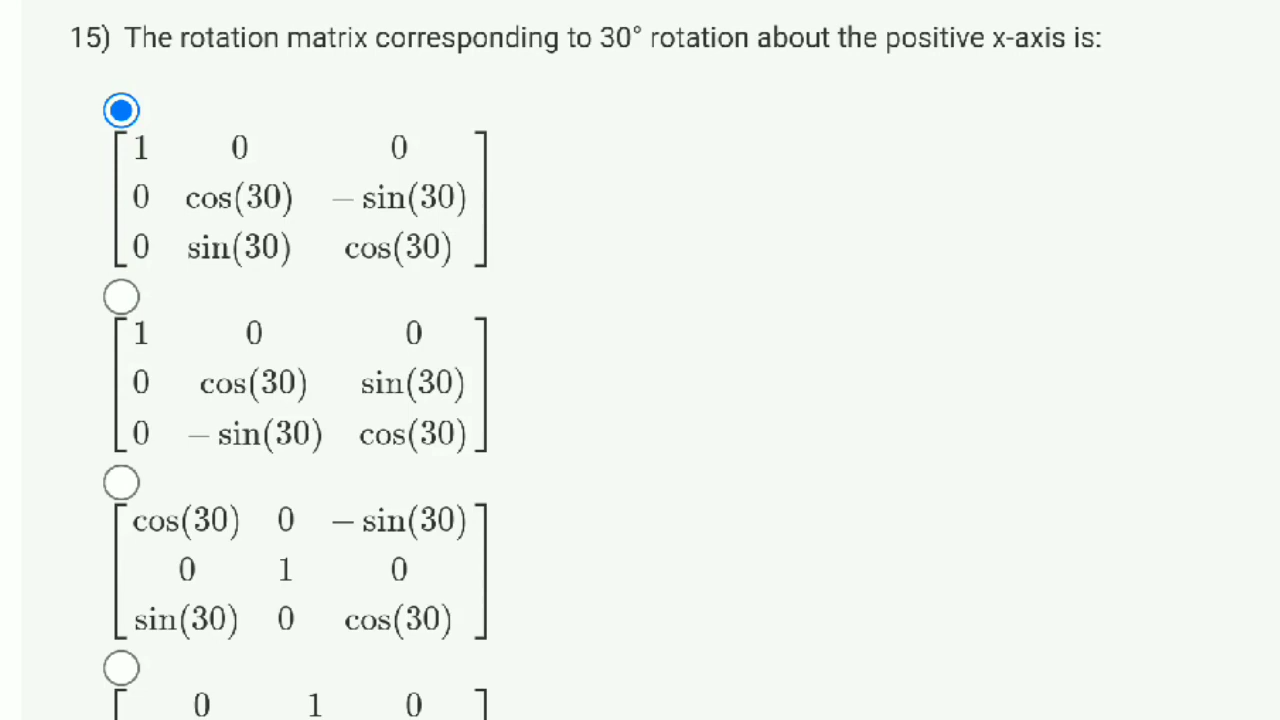 15) The rotation matrix corresponding to 30° rotation about the positive x-axis is:
1 0 0
0 cos(30) − sin(30)
0 sin(30) cos(30)
1 0 0
0 cos(30) sin(30)
0 − sin(30) cos(30)
cos(30) 0 − sin(30)
0 1 0
sin(30) 0 cos(30)
0 1 0